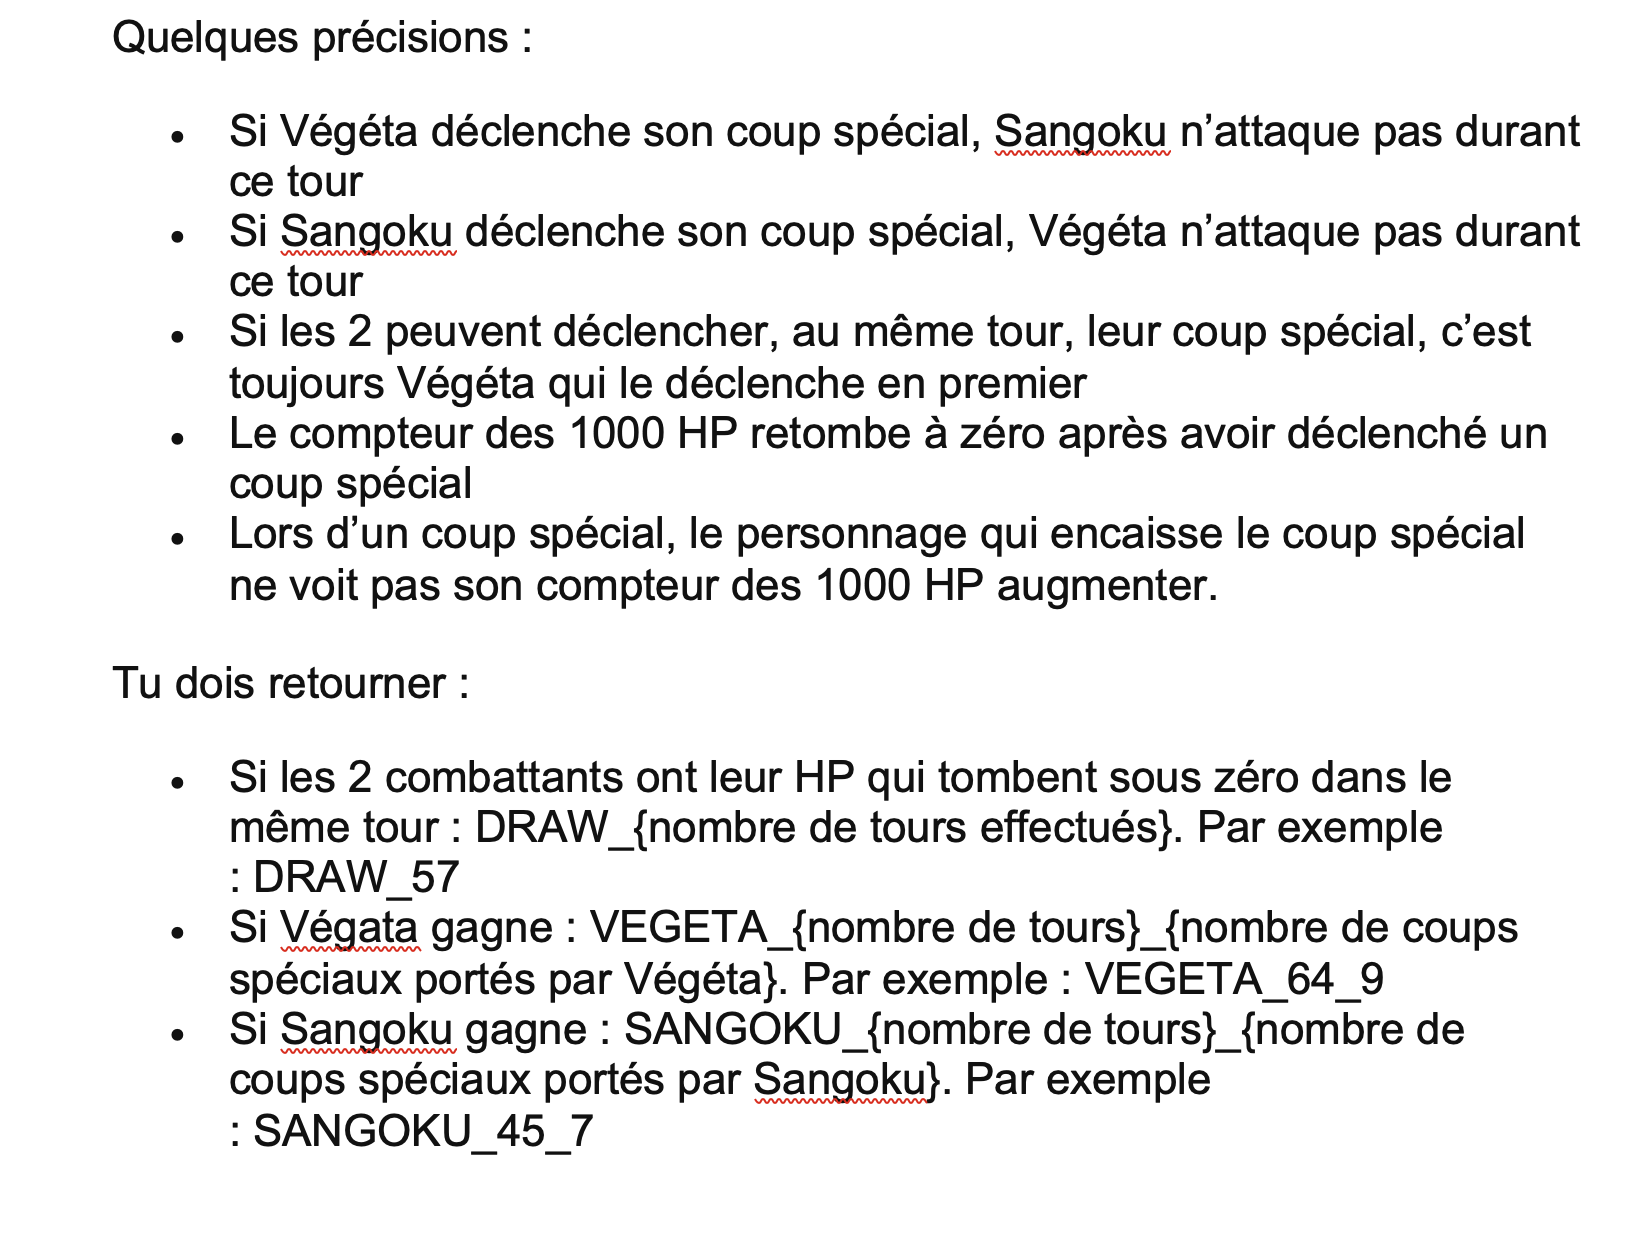 Quelques précisions :
• Si Végéta déclenche son coup spécial, Sangoku n’attaque pas durant
ce tour
• Si Sangoku déclenche son coup spécial, Végéta n’attaque pas durant
ce tour
• Si les 2 peuvent déclencher, au même tour, leur coup spécial, c’est
toujours Végéta qui le déclenche en premier
• Le compteur des 1000 HP retombe à zéro après avoir déclenché un
coup spécial
• Lors d’un coup spécial, le personnage qui encaisse le coup spécial
ne voit pas son compteur des 1000 HP augmenter.
Tu dois retourner :
• Si les 2 combattants ont leur HP qui tombent sous zéro dans le
même tour : DRAW_{nombre de tours effectués}. Par exemple
: DRAW_57
• Si Végata gagne : VEGETA_{nombre de tours}_{nombre de coups
spéciaux portés par Végéta}. Par exemple : VEGETA_64_9
• Si Sangoku gagne : SANGOKU_{nombre de tours}_{nombre de
coups spéciaux portés par Sangoku}. Par exemple
: SANGOKU_45_7